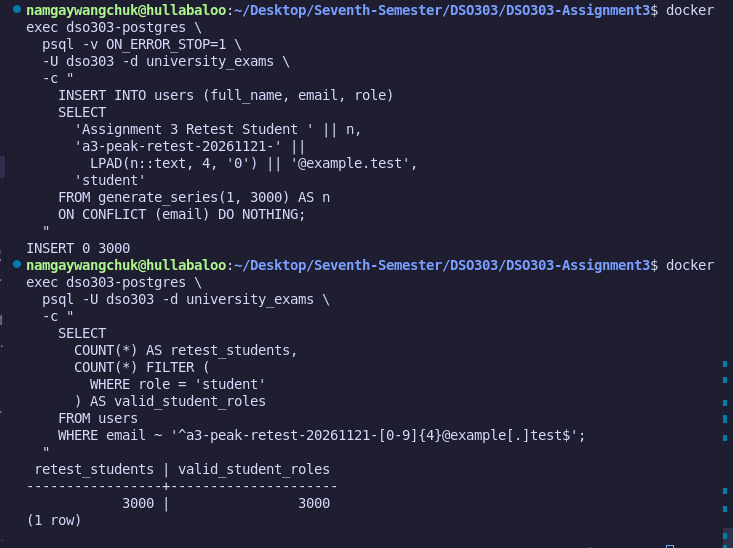 namgaywangchuk@hullabaloo:~/Desktop/Seventh-Semester/DSO303/DSO303-Assignment3$ docker
exec dso303-postgres \
psql -v ON_ERROR_STOP=1 \
-U dso303 -d university_exams \
-c "
INSERT INTO users (full_name, email, role)
SELECT
'Assignment 3 Retest Student ' || n,
'a3-peak-retest-20261121-' ||
LPAD(n::text, 4, '0') || '@example.test',
'student'
FROM generate_series(1, 3000) AS n
ON CONFLICT (email) DO NOTHING;
"
INSERT 0 3000
namgaywangchuk@hullabaloo:~/Desktop/Seventh-Semester/DSO303/DSO303-Assignment3$ docker
exec dso303-postgres \
psql -U dso303 -d university_exams \
-c "
SELECT
COUNT(*) AS retest_students,
COUNT(*) FILTER (
WHERE role = 'student'
) AS valid_student_roles
FROM users
WHERE email ~ '^a3-peak-retest-20261121-[0-9]{4}@example[.]test$';
"
retest_students | valid_student_roles
-----------------+---------------------
3000 | 3000
(1 row)